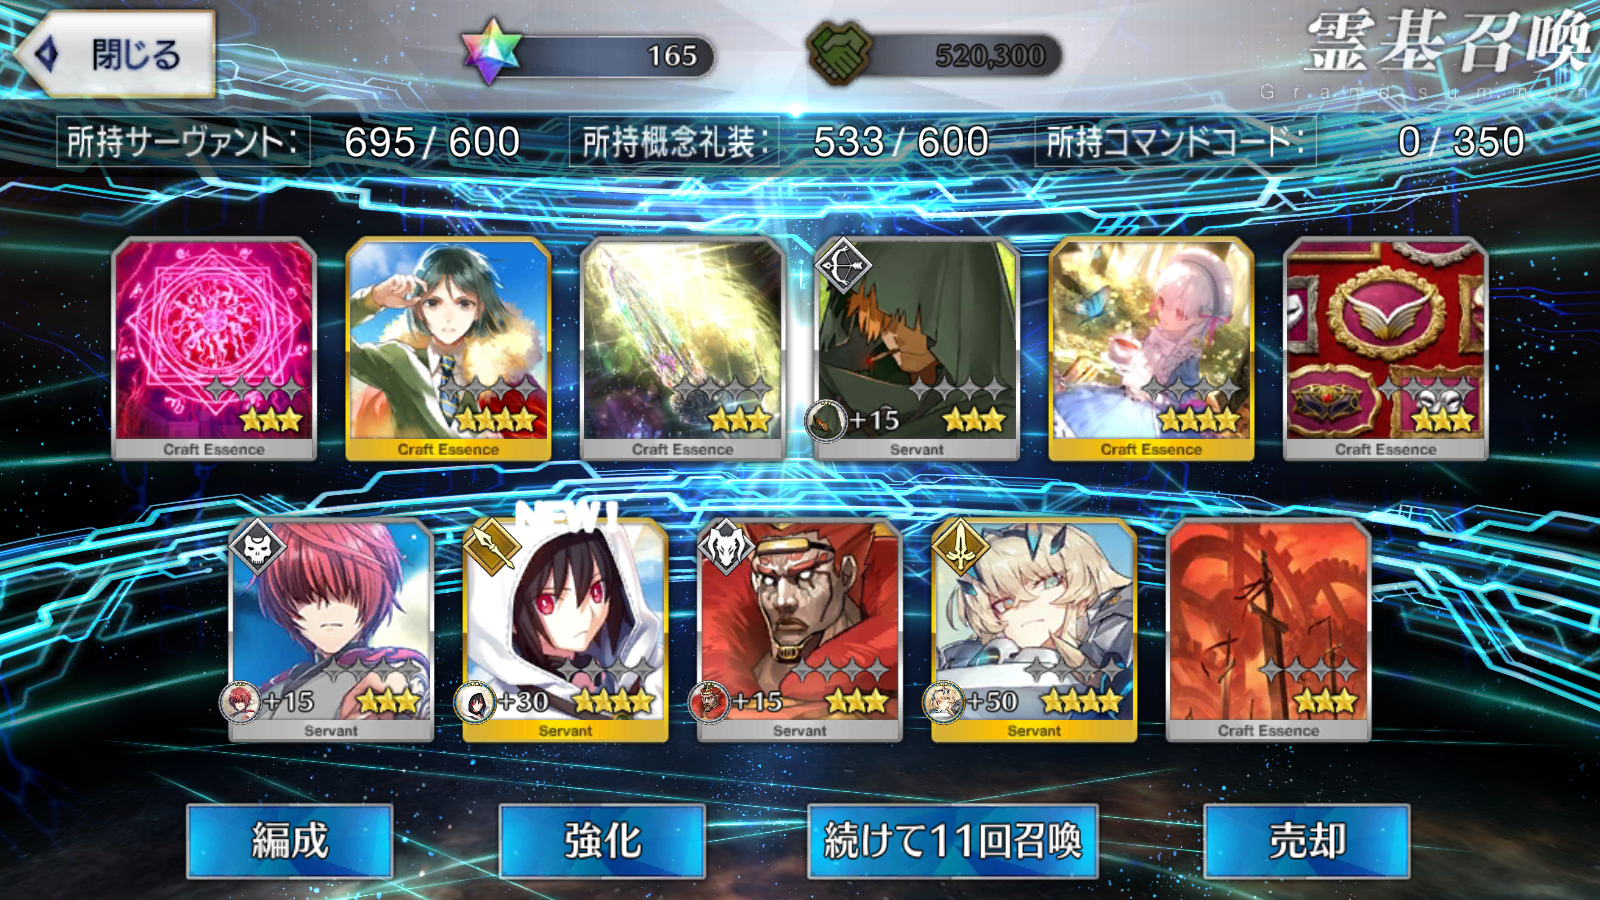 閉じる
165
520,300
霊基召喚
Grand summon
所持サーヴァント: 695 / 600
所持概念礼装: 533 / 600
所持コマンドコード: 0 / 350
+15
Craft Essence
Craft Essence
Craft Essence
Servant
Craft Essence
Craft Essence
NEW!
+15
+30
+15
+50
Servant
Servant
Servant
Servant
Craft Essence
編成
強化
続けて11回召喚
売却